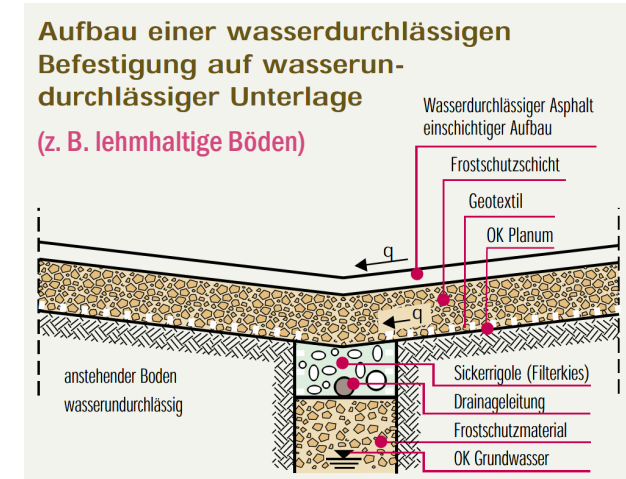 Aufbau einer wasserdurchlässigen
Befestigung auf wasserun-
durchlässiger Unterlage
(z. B. lehmhaltige Böden)
Wasserdurchlässiger Asphalt
einschichtiger Aufbau
Frostschutzschicht
Geotextil
OK Planum
q
q
anstehender Boden
wasserundurchlässig
Sickerrigole (Filterkies)
Drainageleitung
Frostschutzmaterial
OK Grundwasser